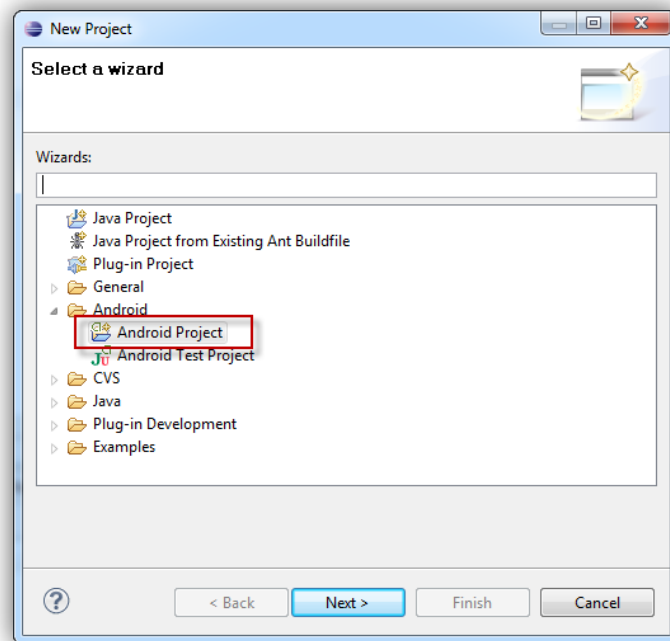 New Project
Select a wizard
Wizards:
Java Project
Java Project from Existing Ant Buildfile
Plug-in Project
General
Android
Android Project
Android Test Project
CVS
Java
Plug-in Development
Examples
? < Back Next > Finish Cancel